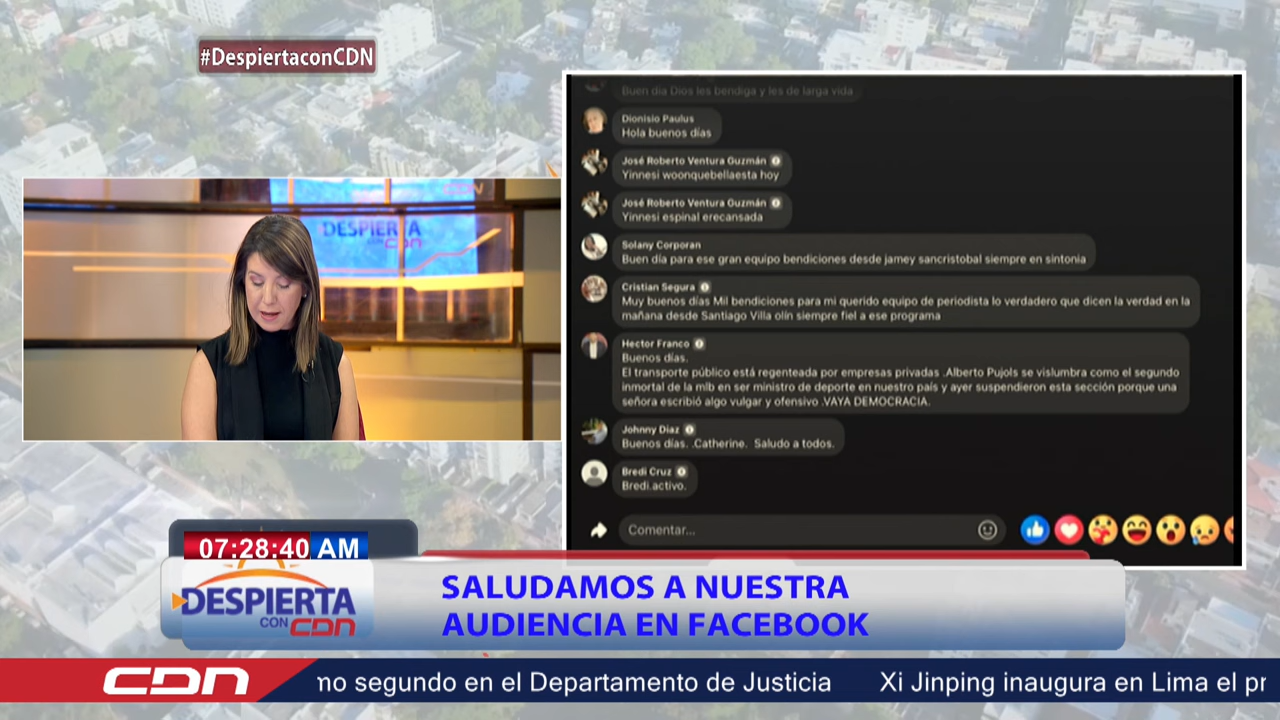 #DespiertaconCDN
CDN
DESPIERTA
CON CDN
Buen dia Dios les bendiga y les de larga vida
Dionisio Paulus
Hola buenos días
José Roberto Ventura Guzmán
Yinnesi woonquebellaesta hoy
José Roberto Ventura Guzmán
Yinnesi espinal erecansada
Solany Corporan
Buen día para ese gran equipo bendiciones desde jamey sancristobal siempre en sintonia
Cristian Segura
Muy buenos días Mil bendiciones para mi querido equipo de periodista lo verdadero que dicen la verdad en la
mañana desde Santiago Villa olín siempre fiel a ese programa
Hector Franco
Buenos días.
El transporte público está regenteada por empresas privadas .Alberto Pujols se vislumbra como el segundo
inmortal de la mlb en ser ministro de deporte en nuestro país y ayer suspendieron esta sección porque una
señora escribió algo vulgar y ofensivo .VAYA DEMOCRACIA.
Johnny Diaz
Buenos días. .Catherine. Saludo a todos.
Bredi Cruz
Bredi.activo.
Comentar...
07:28:40 AM
DESPIERTA
CON CDN
SALUDAMOS A NUESTRA
AUDIENCIA EN FACEBOOK
CDN
mo segundo en el Departamento de Justicia Xi Jinping inaugura en Lima el pr